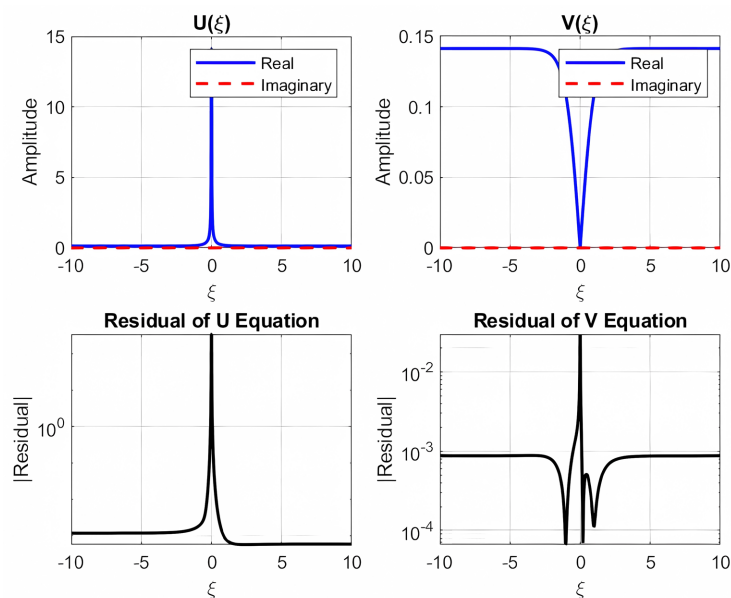 U(ξ)
Amplitude
15
10
5
0
Real
Imaginary
-10 -5 0 5 10
ξ
V(ξ)
Amplitude
0.15
0.1
0.05
0
Real
Imaginary
-10 -5 0 5 10
ξ
Residual of U Equation
|Residual|
10^0
-10 -5 0 5 10
ξ
Residual of V Equation
|Residual|
10^-2
10^-3
10^-4
-10 -5 0 5 10
ξ